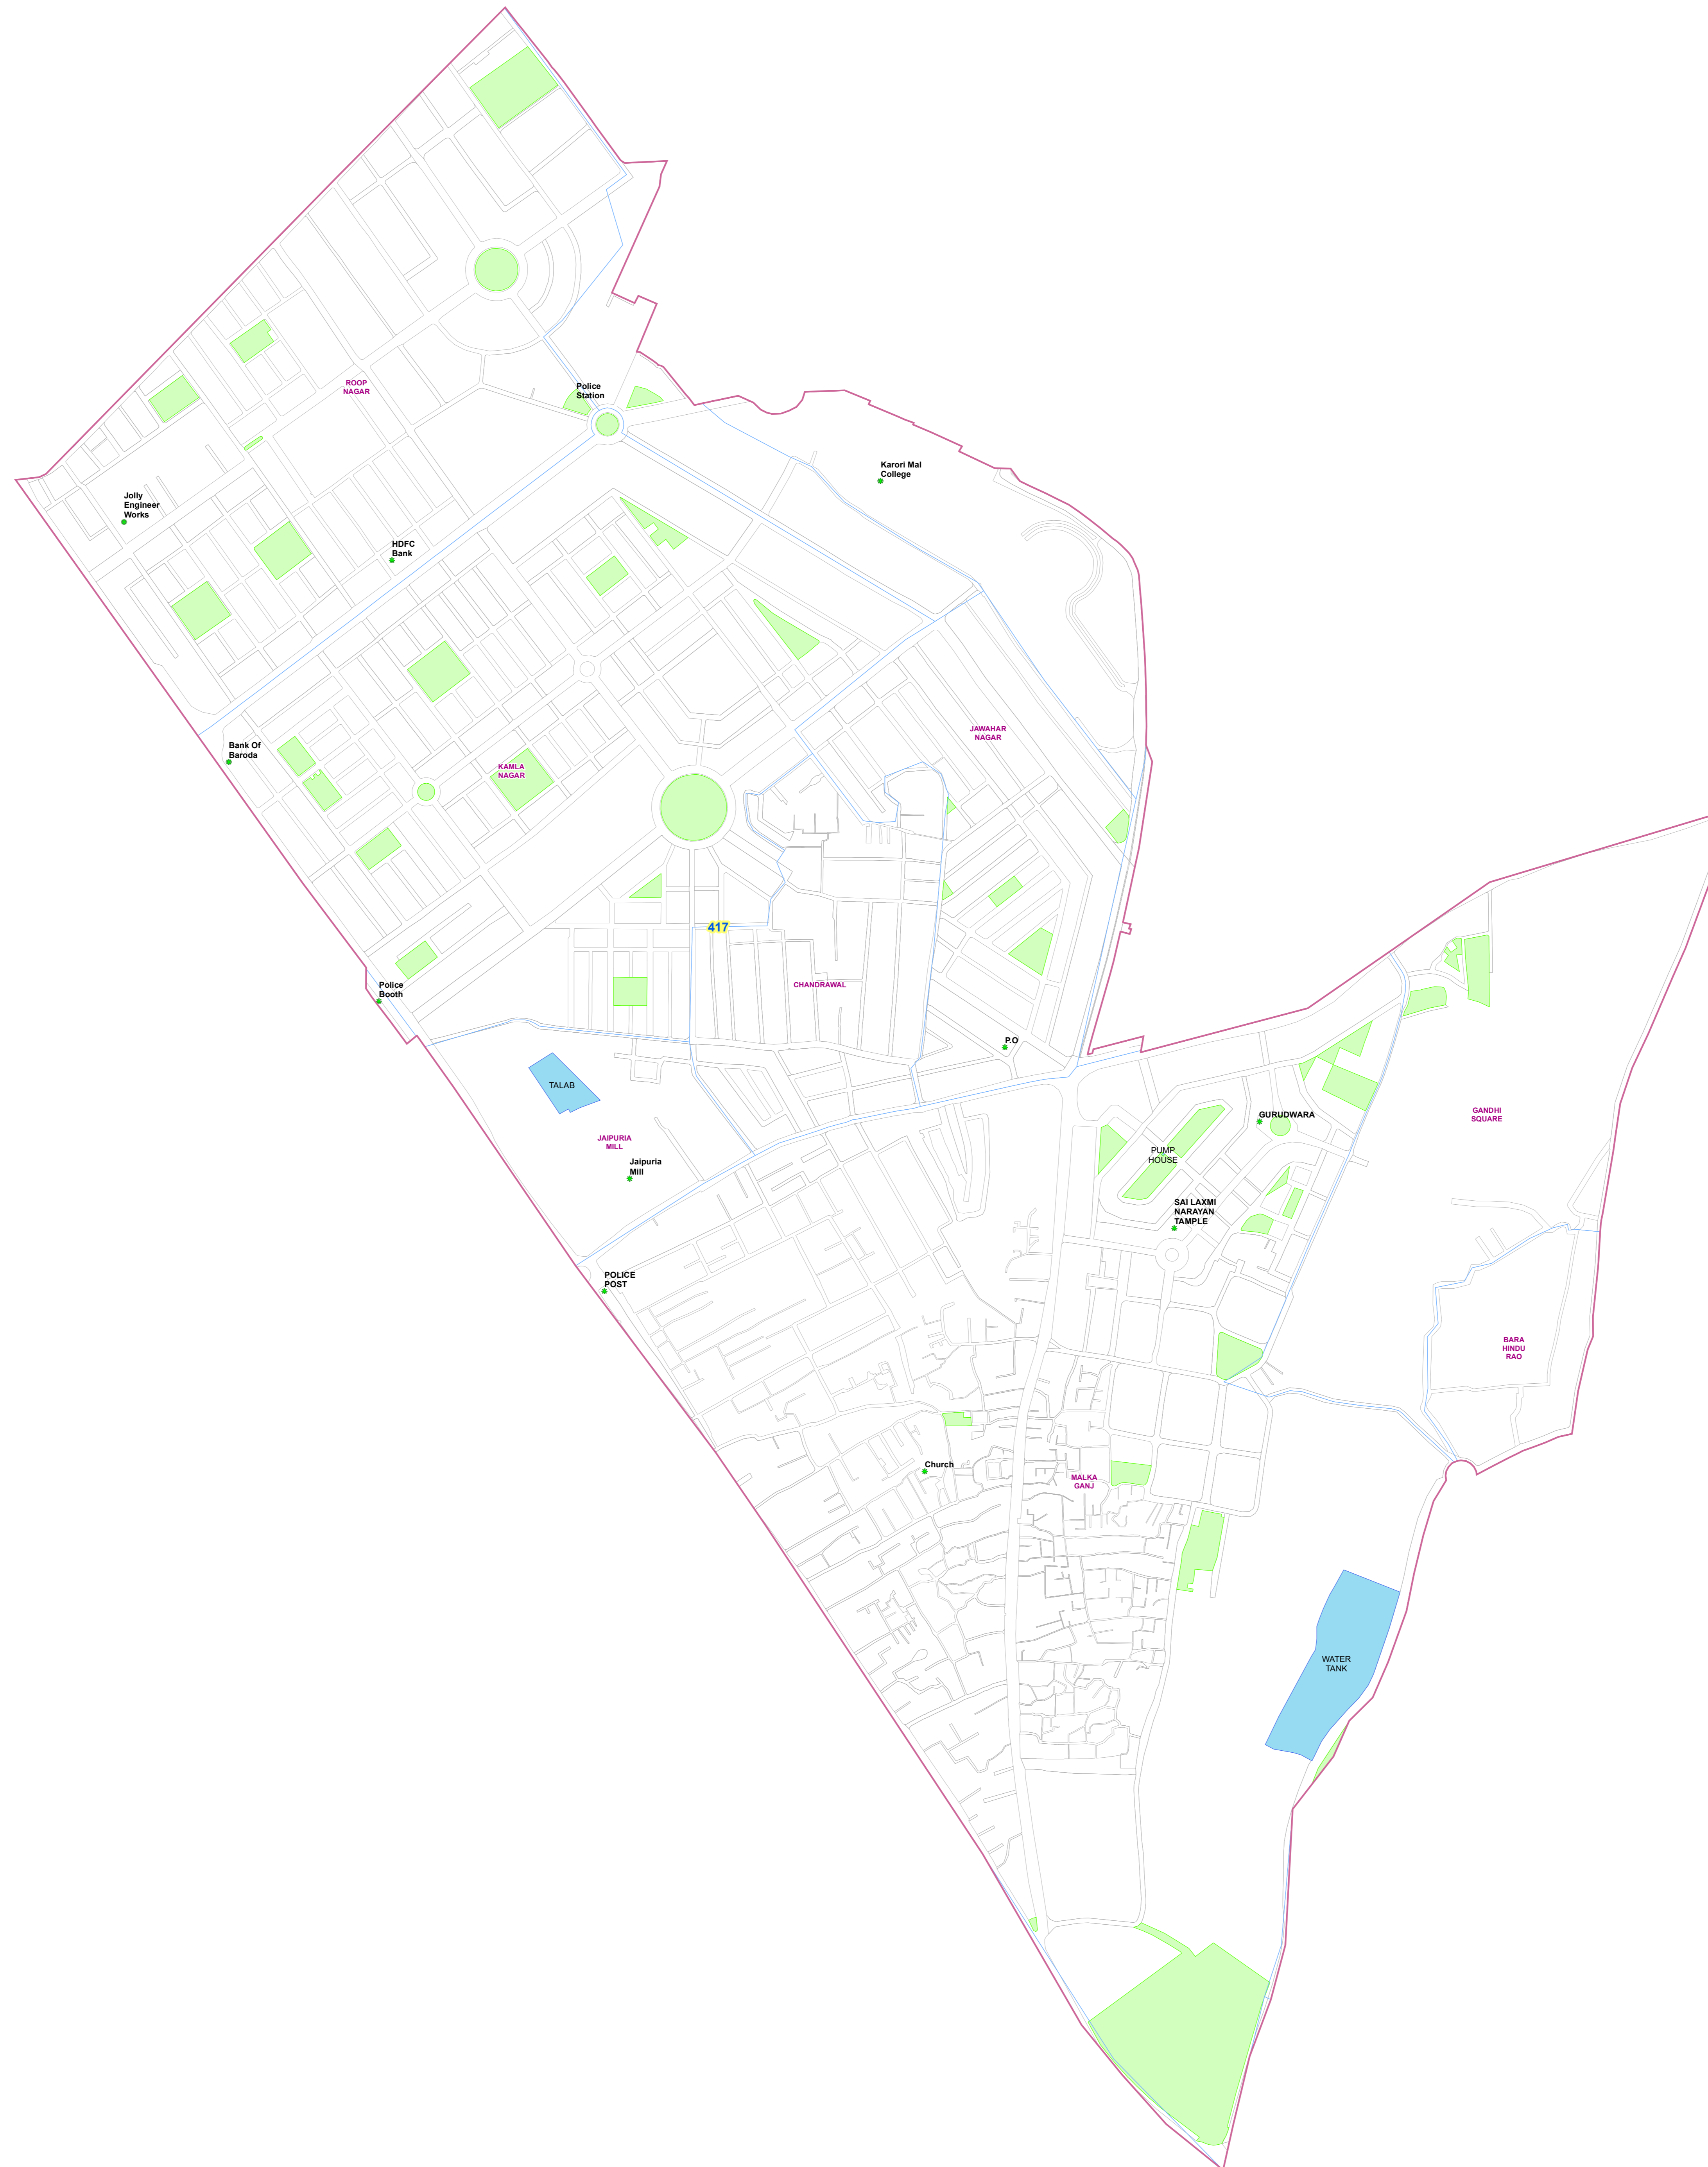 ROOP
NAGAR
Police
Station
Karori Mal
College
Jolly
Engineer
Works
HDFC
Bank
JAWAHAR
NAGAR
Bank Of
Baroda
KAMLA
NAGAR
417
CHANDRAWAL
Police
Booth
P.O
TALAB
GURUDWARA
GANDHI
SQUARE
JAIPURIA
MILL
PUMP
HOUSE
Jaipuria
Mill
SAI LAXMI
NARAYAN
TAMPLE
POLICE
POST
BARA
HINDU
RAO
Church
MALKA
GANJ
WATER
TANK